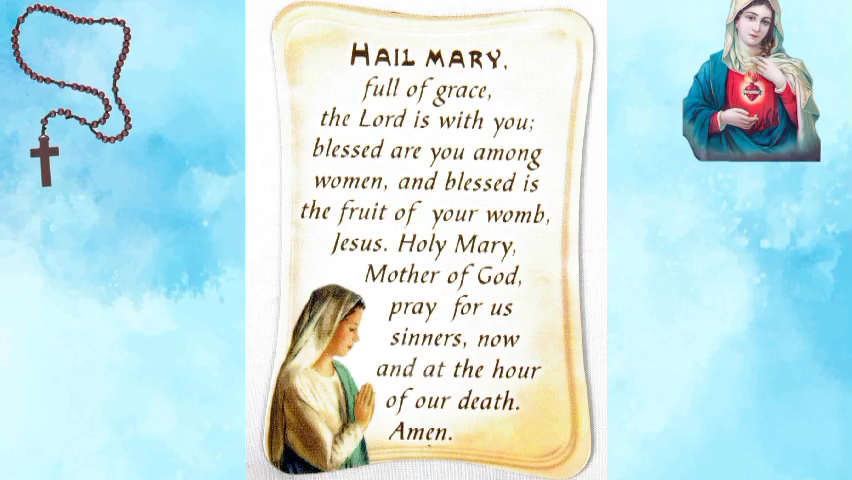 HAIL MARY,
full of grace,
the Lord is with you;
blessed are you among
women, and blessed is
the fruit of your womb,
Jesus. Holy Mary,
Mother of God,
pray for us
sinners, now
and at the hour
of our death.
Amen.